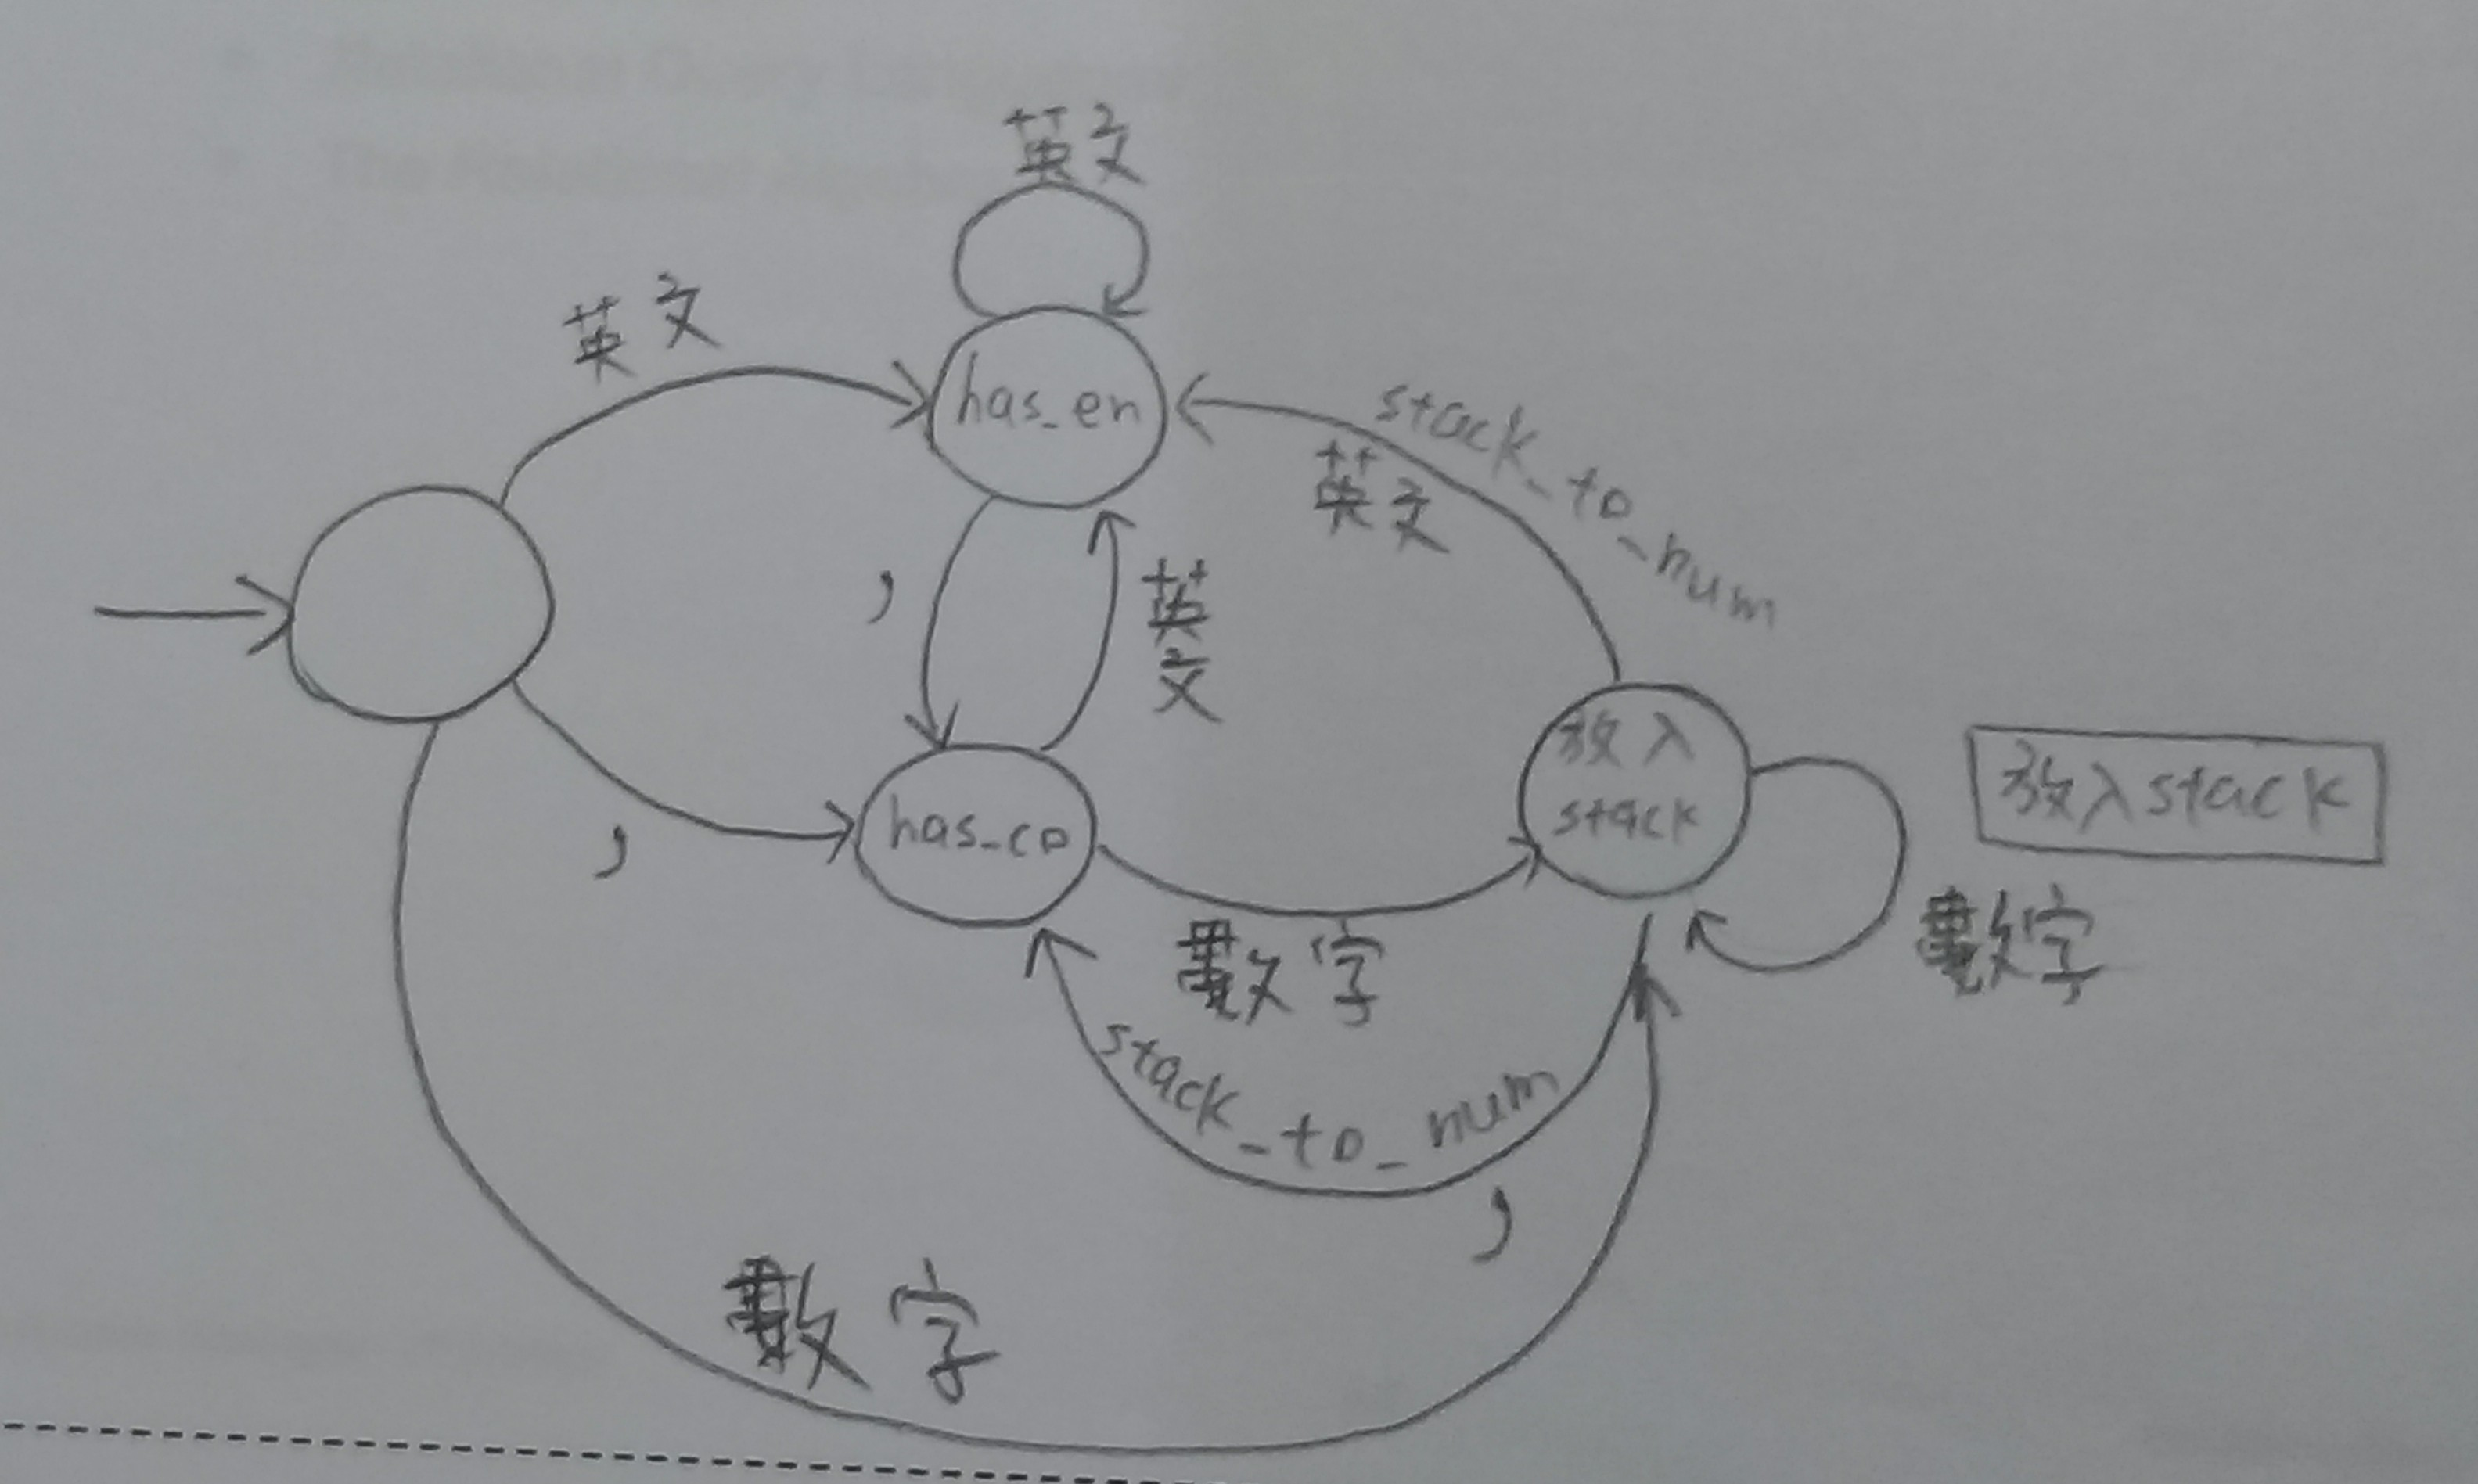 英文
英文
has_en
stack_to_num
英文
,
英文
放入
stack
放入stack
,
has_co
數字
數字
stack_to_num
,
數字